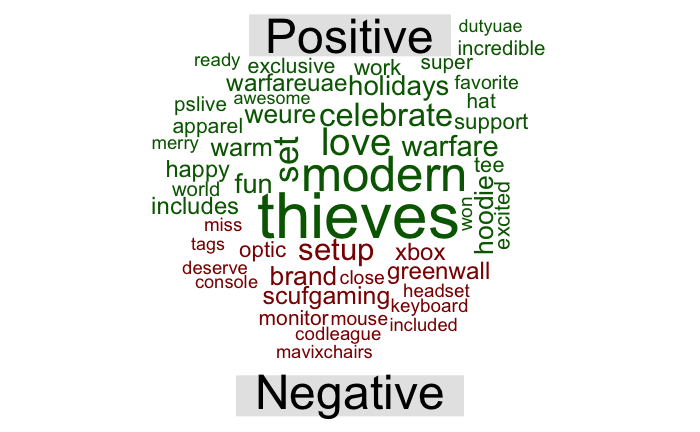 Positive
dutyuae
incredible
ready
exclusive
work
super
warfareuae
holidays
favorite
pslive
awesome
hat
weure
celebrate
support
apparel
merry
warm
set
love
warfare
happy
modern
tee
world
fun
hoodie
excited
won
includes
thieves
miss
tags
optic
setup
xbox
deserve
console
brand
close
greenwall
scufgaming
headset
keyboard
monitor
mouse
included
codleague
mavixchairs
Negative